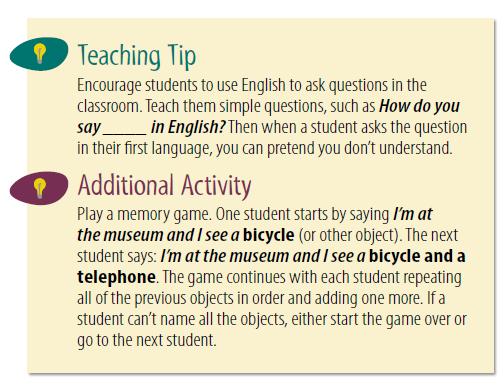 Teaching Tip
Encourage students to use English to ask questions in the
classroom. Teach them simple questions, such as How do you
say ____ in English? Then when a student asks the question
in their first language, you can pretend you don’t understand.
Additional Activity
Play a memory game. One student starts by saying I’m at
the museum and I see a bicycle (or other object). The next
student says: I’m at the museum and I see a bicycle and a
telephone. The game continues with each student repeating
all of the previous objects in order and adding one more. If a
student can’t name all the objects, either start the game over or
go to the next student.